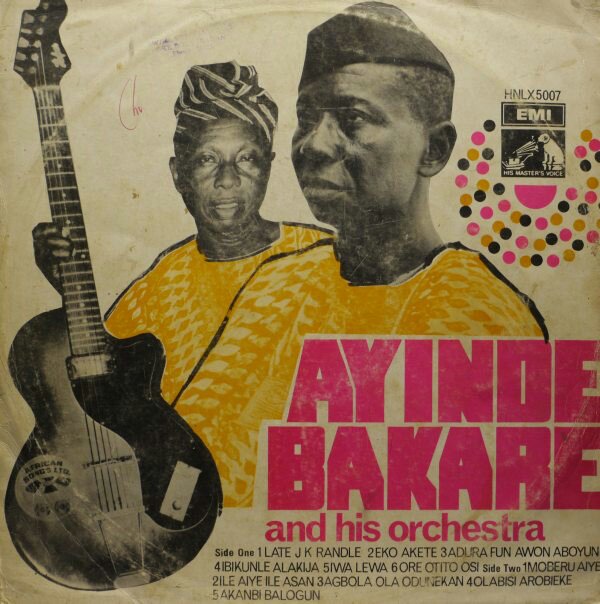 HNLX 5007
EMI
HIS MASTER'S VOICE
AYINDE
BAKARE
and his orchestra
AFRICAN
SONGS LTD.
Side One 1 LATE J K RANDLE 2 EKO AKETE 3 ADURA FUN AWON ABOYUN
4 IBIKUNLE ALAKIJA 5 IWA LEWA 6 ORE OTITO OSI Side Two 1 MOBERU AIYE
2 ILE AIYE ILE ASAN 3 AGBOLA OLA ODUNEKAN 4 OLABISI AROBIEKE
5 AKANBI BALOGUN